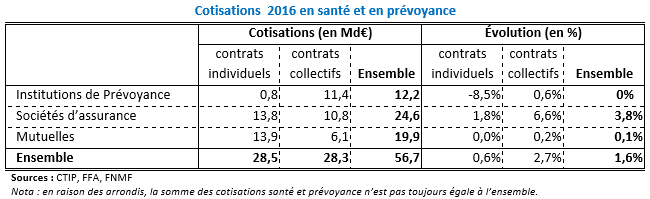 Cotisations 2016 en santé et en prévoyance
Cotisations (en Md€) Évolution (en %)
contrats contrats contrats contrats
individuels collectifs Ensemble individuels collectifs Ensemble
Institutions de Prévoyance 0,8 11,4 12,2 -8,5% 0,6% 0%
Sociétés d'assurance 13,8 10,8 24,6 1,8% 6,6% 3,8%
Mutuelles 13,9 6,1 19,9 0,0% 0,2% 0,1%
Ensemble 28,5 28,3 56,7 0,6% 2,7% 1,6%
Sources : CTIP, FFA, FNMF
Nota : en raison des arrondis, la somme des cotisations santé et prévoyance n'est pas toujours égale à l'ensemble.